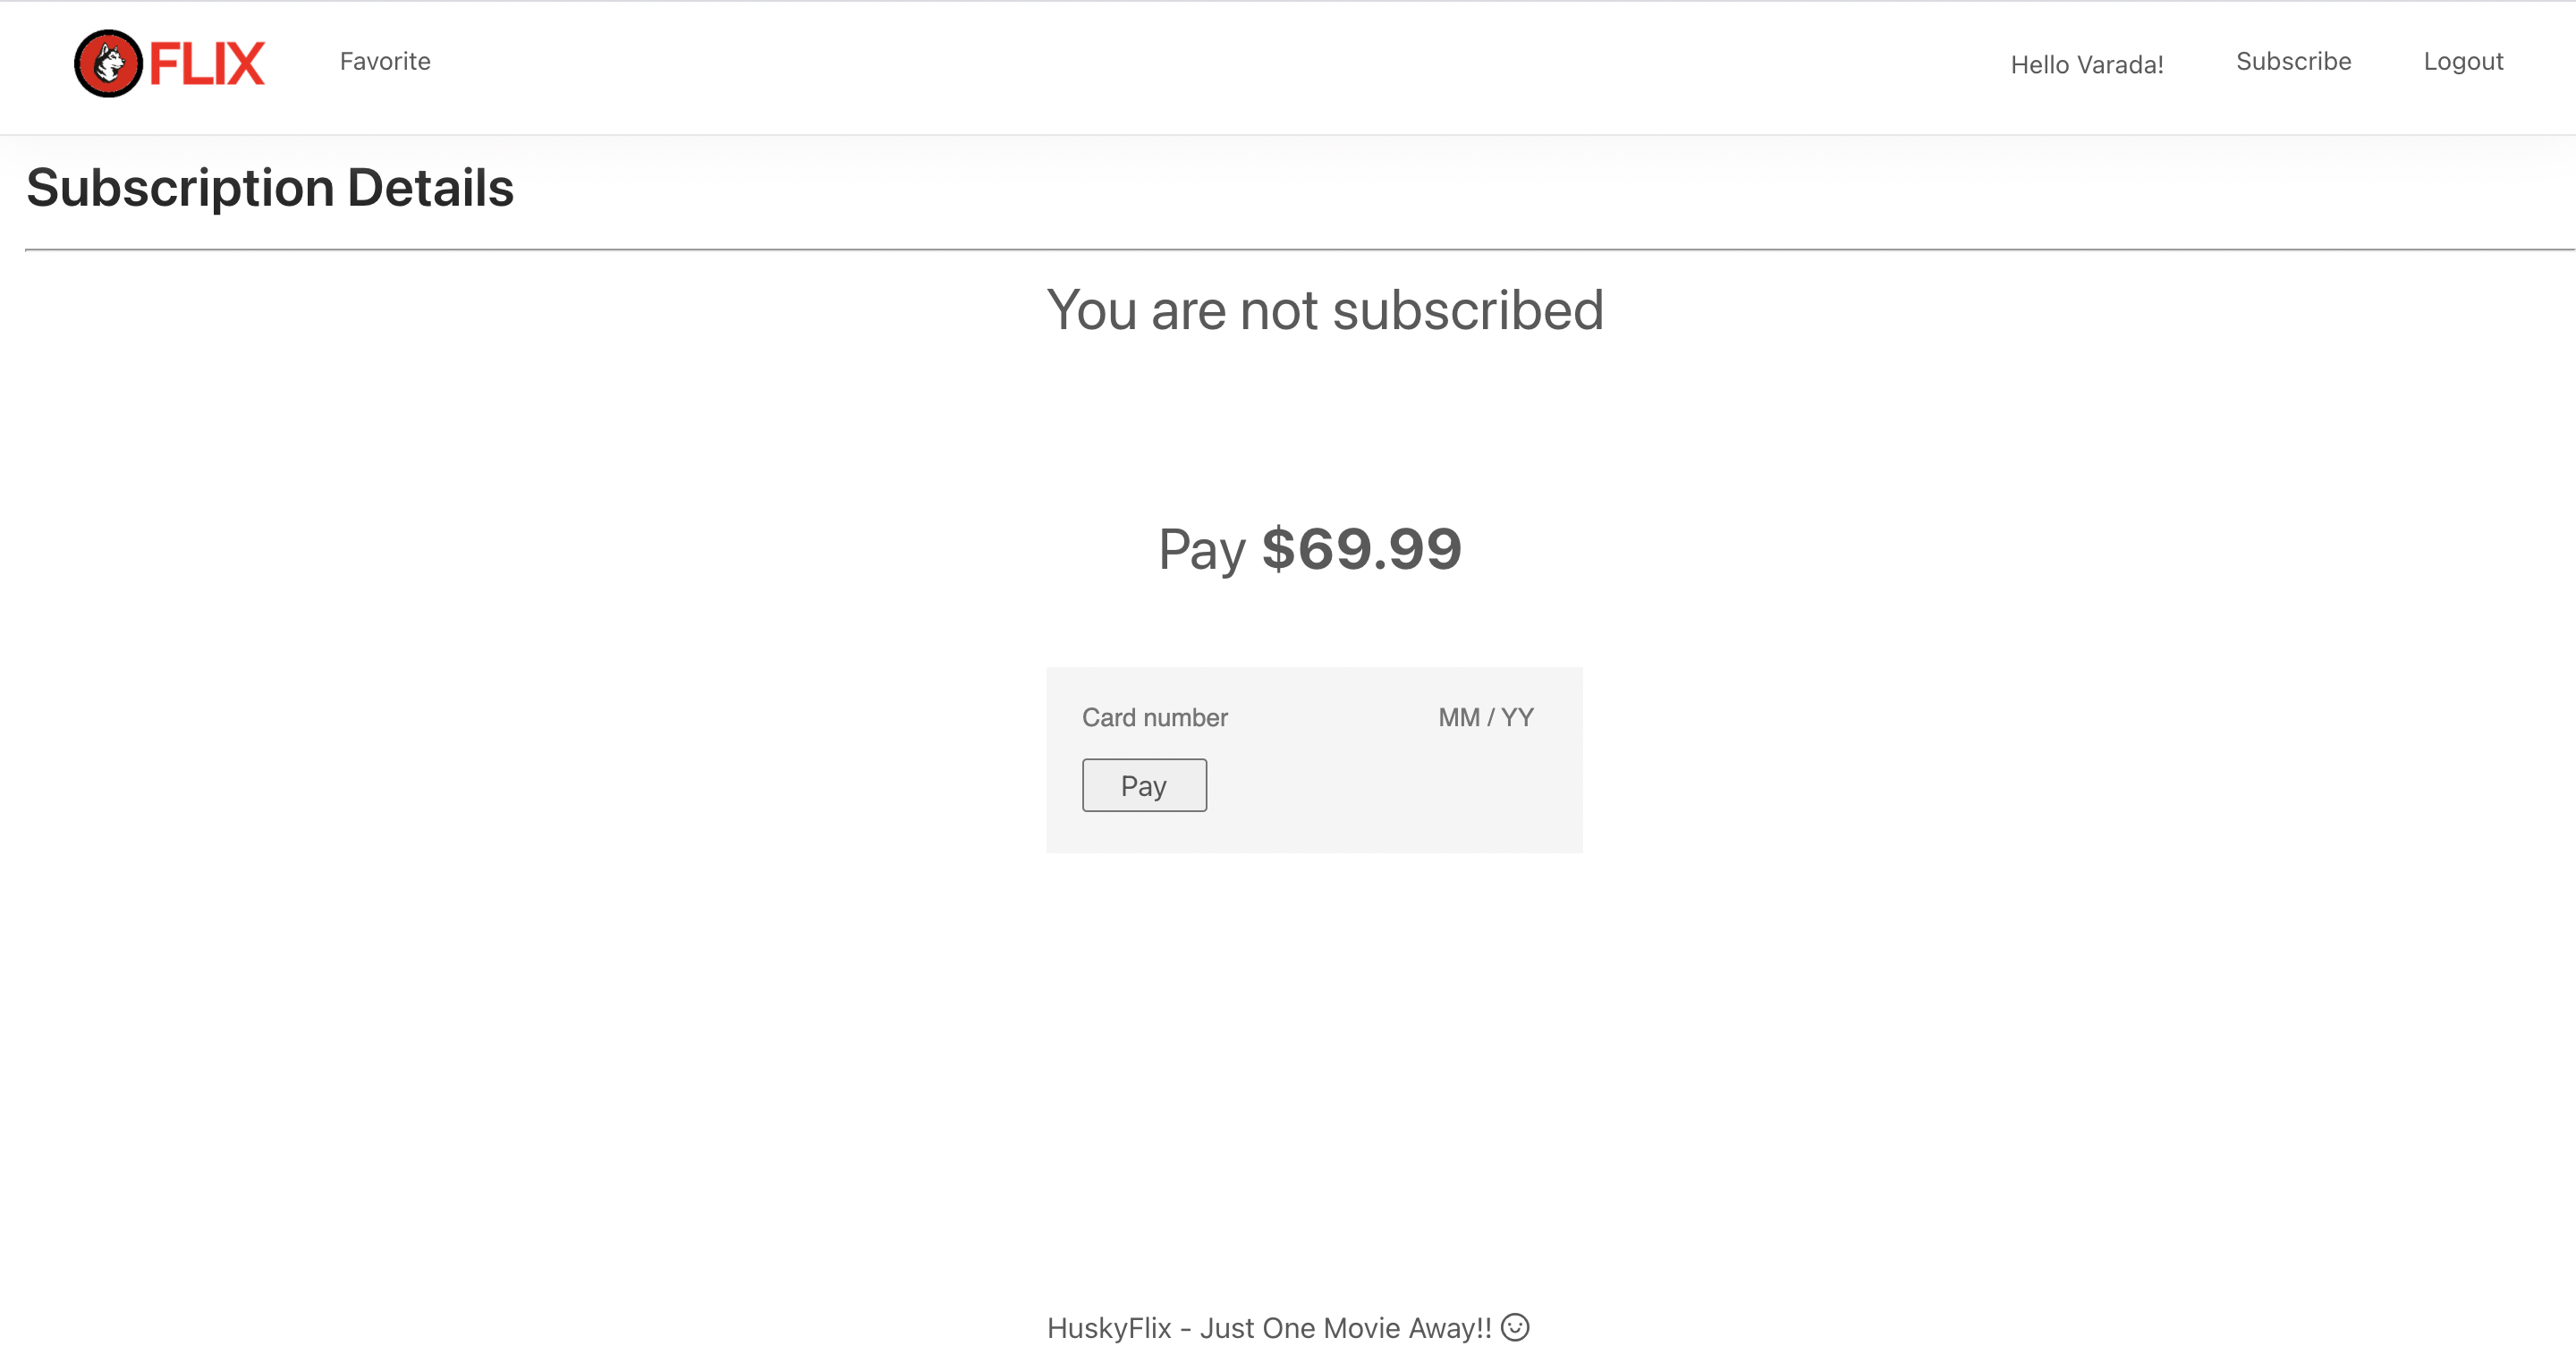 FLIX Favorite Hello Varada! Subscribe Logout
Subscription Details
You are not subscribed
Pay $69.99
Card number MM / YY
Pay
HuskyFlix - Just One Movie Away!!